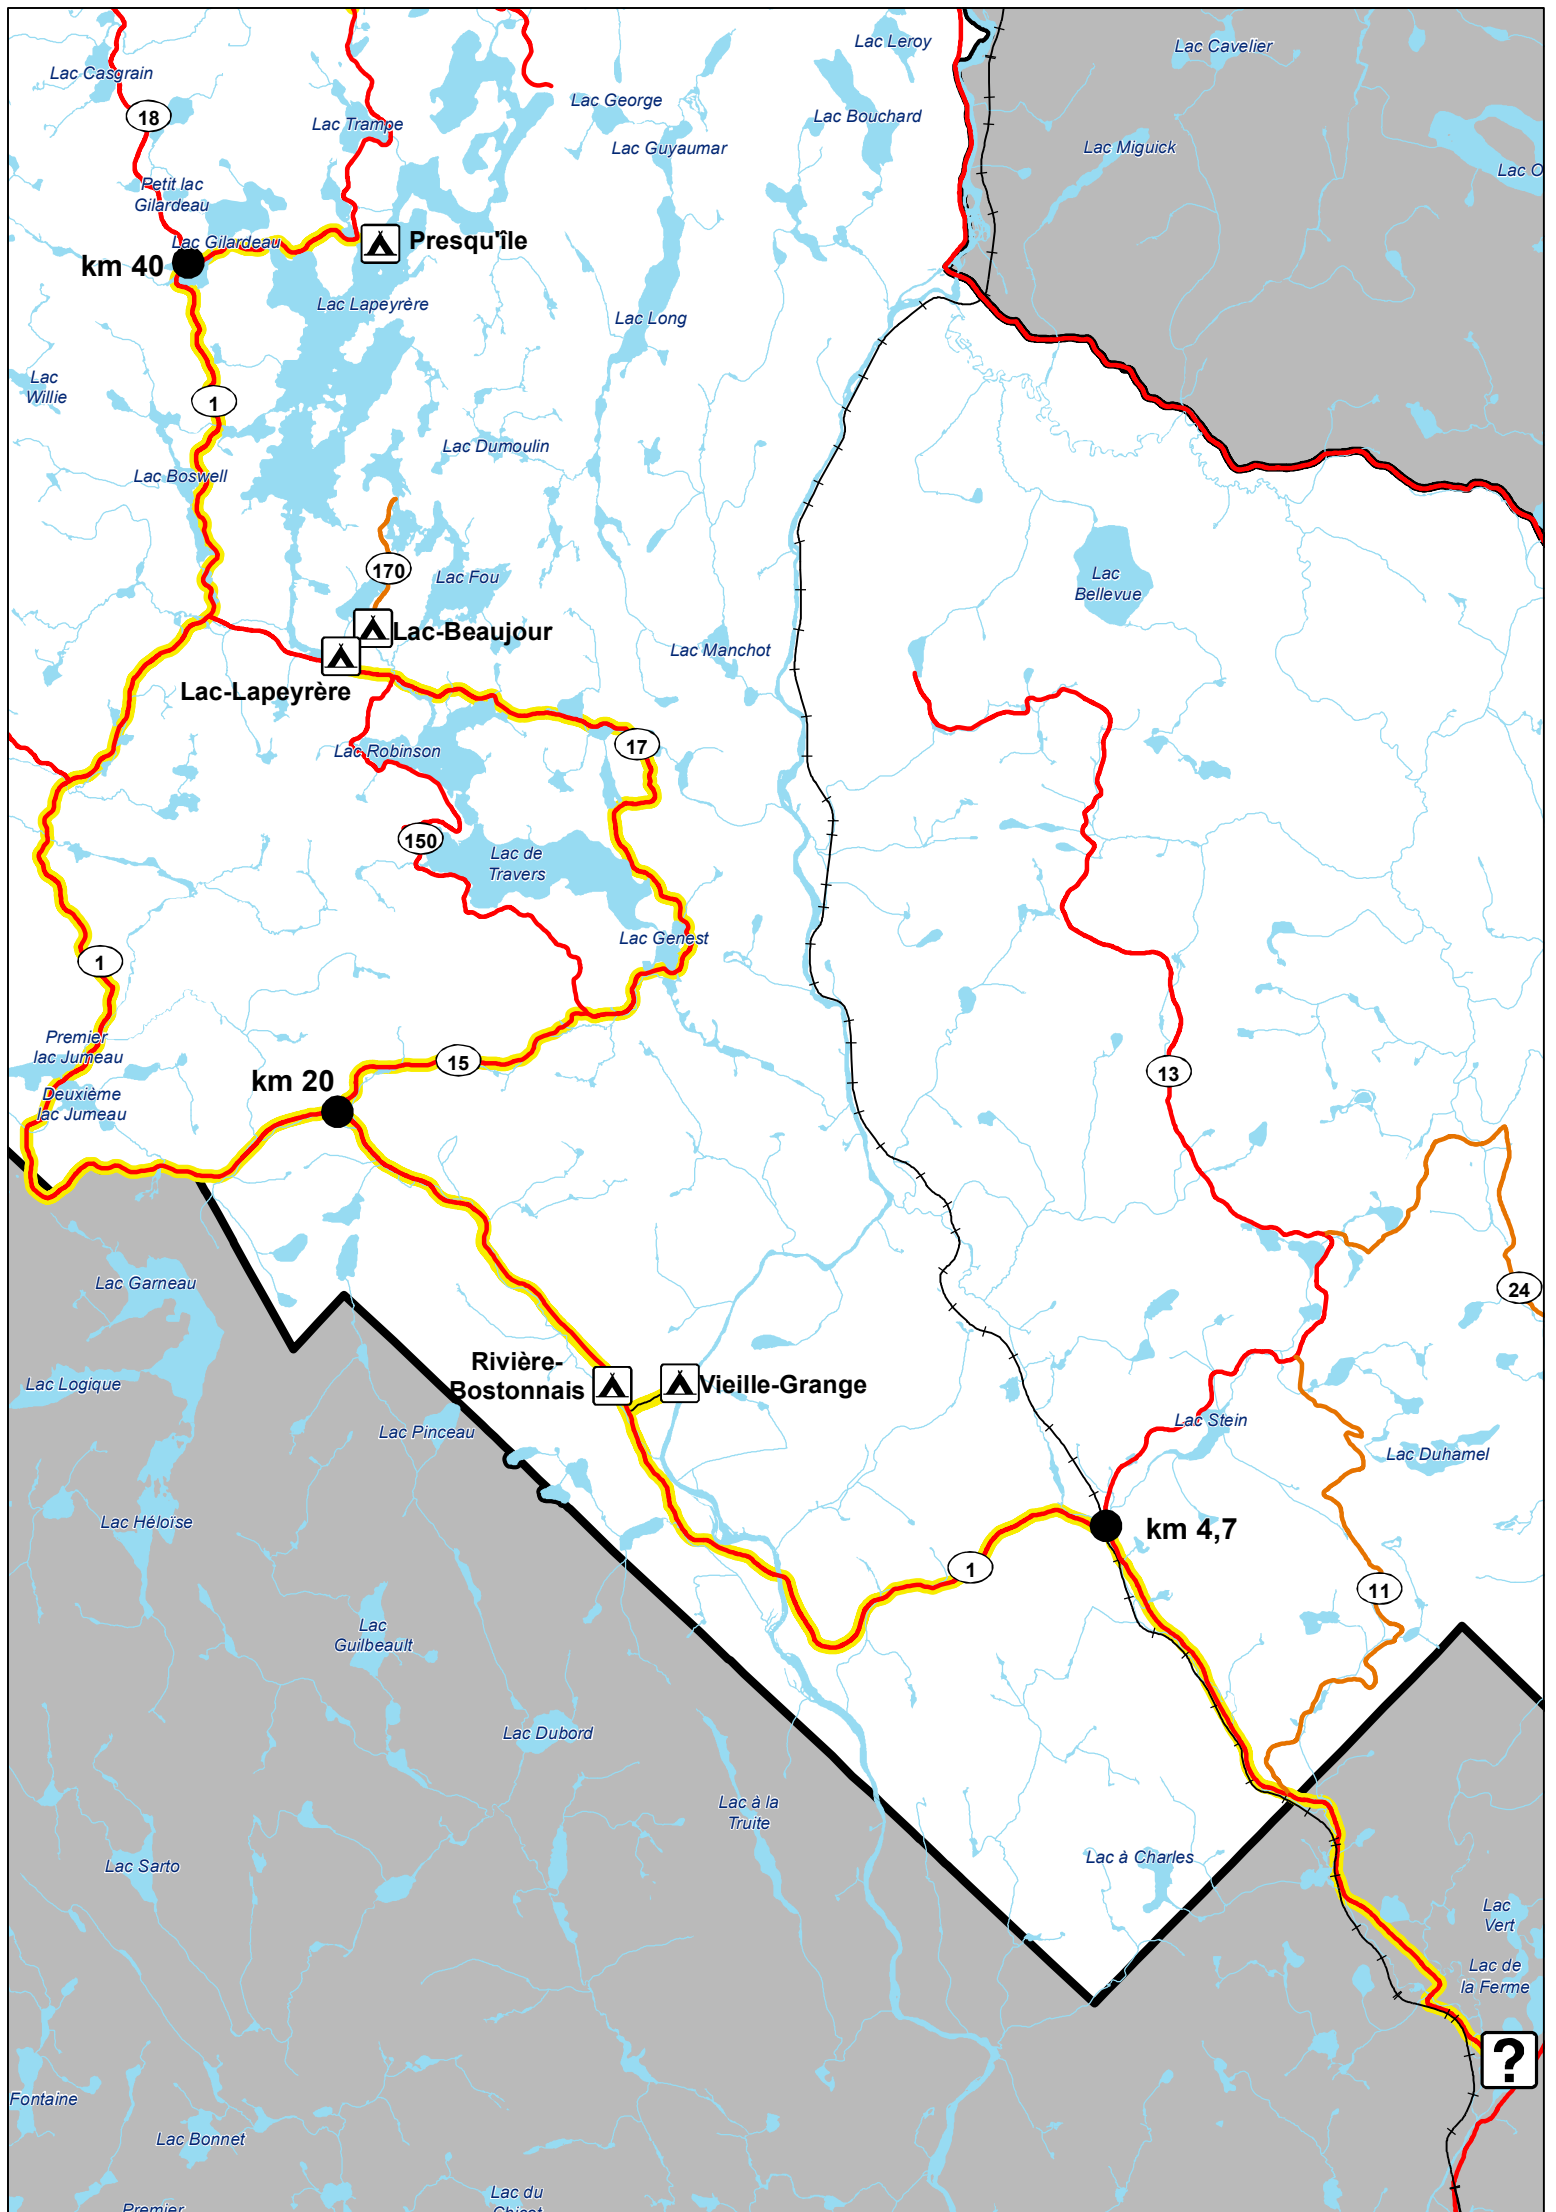 Lac Leroy
Lac Cavelier
Lac Casgrain
Lac George
18
Lac Trampe
Lac Bouchard
Lac Guyaumar
Lac Miguick
Lac O
Petit lac
Gilardeau
Lac Gilardeau
Presqu'île
km 40
Lac Lapeyrère
Lac Long
Lac
Willie
1
Lac Dumoulin
Lac Boswell
170
Lac Fou
Lac
Bellevue
Lac-Beaujour
Lac Manchot
Lac-Lapeyrère
17
Lac Robinson
150
Lac de
Travers
Lac Genest
1
Premier
lac Jumeau
15
km 20
13
Deuxième
lac Jumeau
Lac Garneau
24
Rivière-
Bostonnais
Vieille-Grange
Lac Logique
Lac Stein
Lac Pinceau
Lac Duhamel
Lac Héloïse
km 4,7
1
11
Lac
Guilbeault
Lac Dubord
Lac à la
Truite
Lac Sarto
Lac à Charles
Lac
Vert
Lac de
la Ferme
?
Fontaine
Lac Bonnet
Lac du
Chicot
Premier